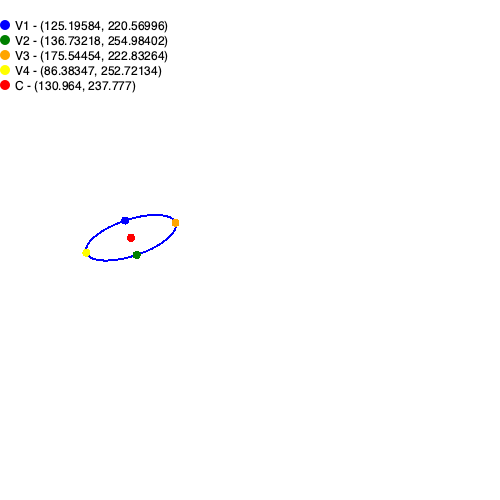 V1 - (125.19584, 220.56996)
V2 - (136.73218, 254.98402)
V3 - (175.54454, 222.83264)
V4 - (86.38347, 252.72134)
C - (130.964, 237.777)